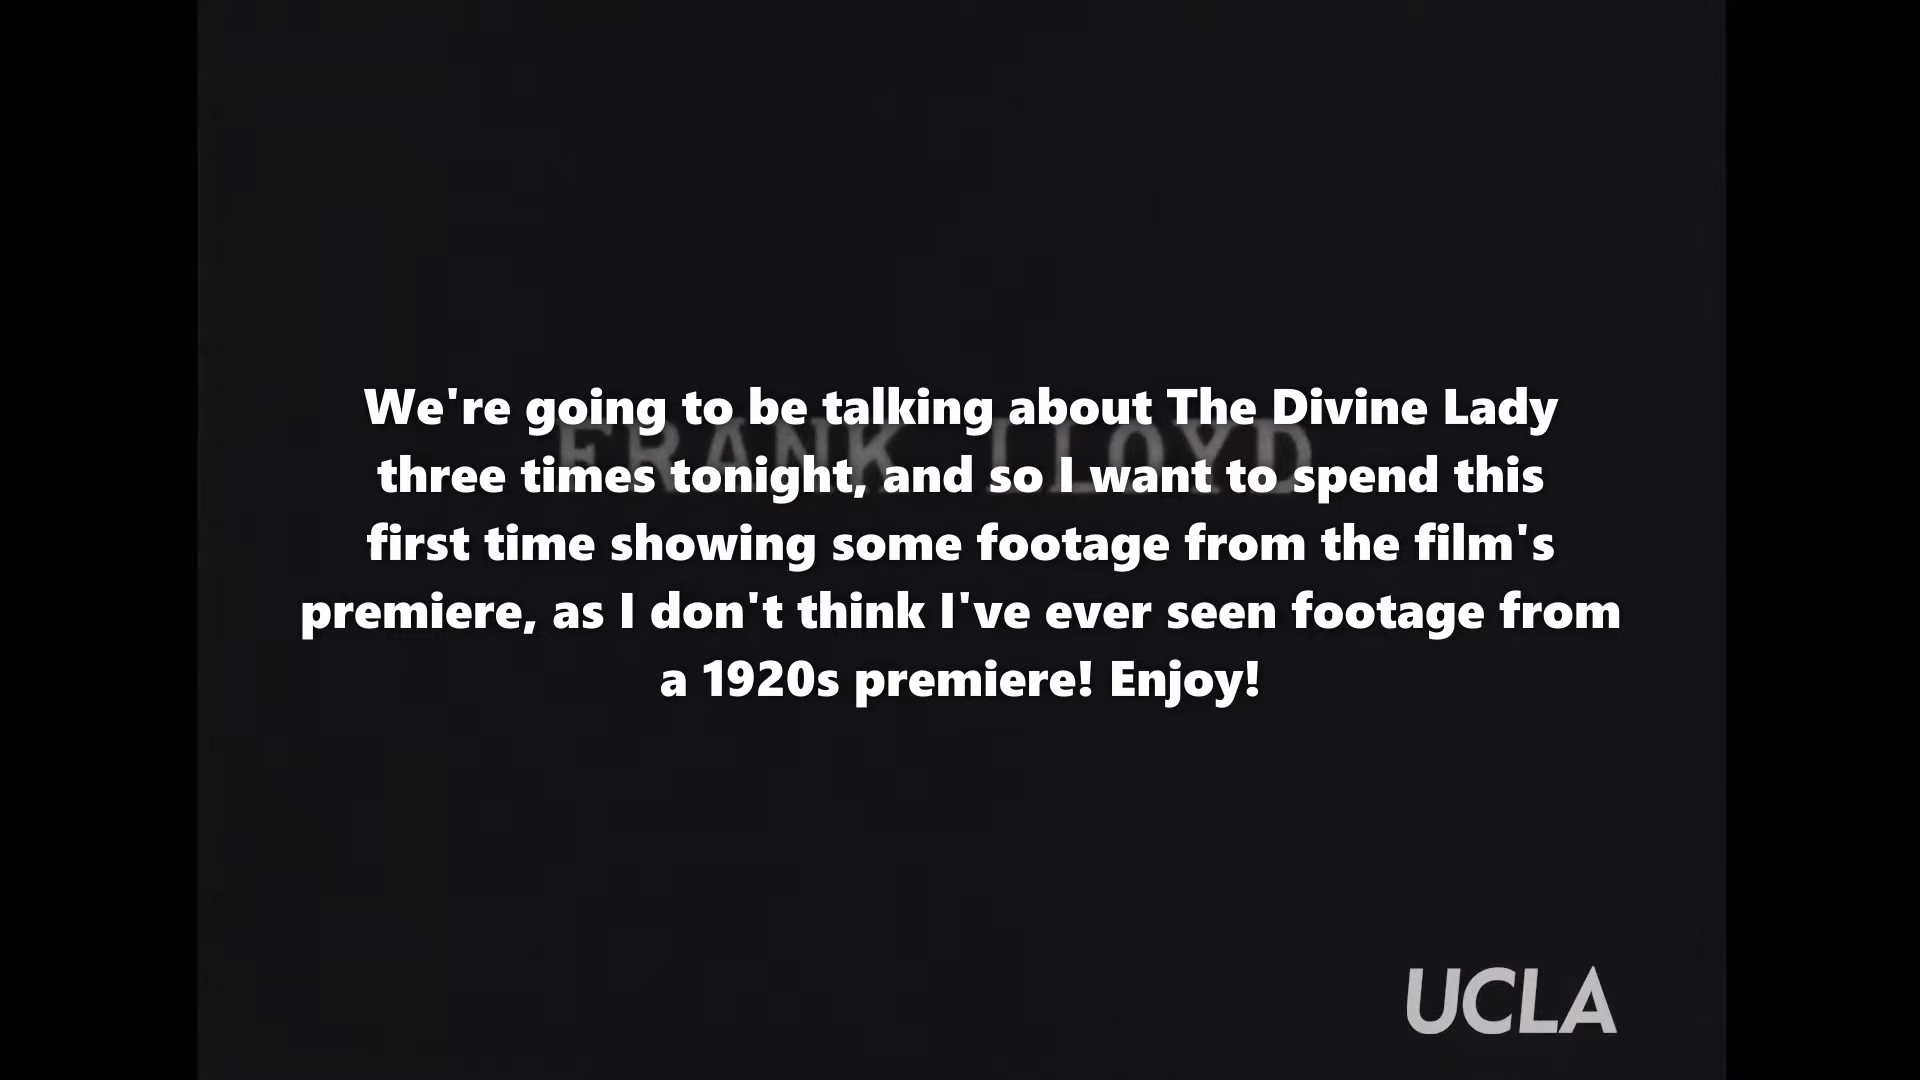 We're going to be talking about The Divine Lady
FRANK LLOYD
three times tonight, and so I want to spend this
first time showing some footage from the film's
premiere, as I don't think I've ever seen footage from
a 1920s premiere! Enjoy!
UCLA